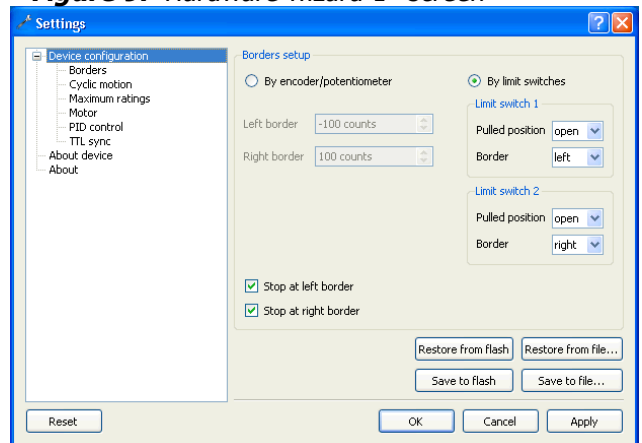 Settings
Device configuration
Borders
Cyclic motion
Maximum ratings
Motor
PID control
TTL sync
About device
About
Borders setup
By encoder/potentiometer
By limit switches
Left border
-100 counts
Right border
100 counts
Limit switch 1
Pulled position open
Border left
Limit switch 2
Pulled position open
Border right
Stop at left border
Stop at right border
Restore from flash
Restore from file...
Save to flash
Save to file...
Reset
OK
Cancel
Apply